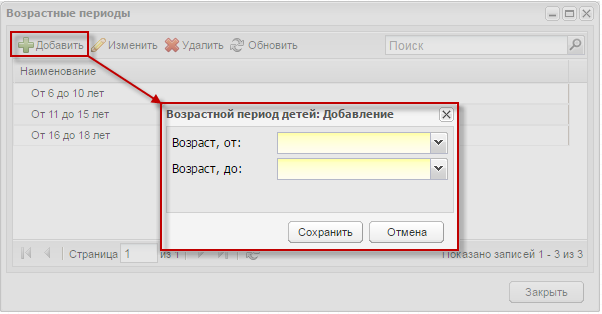 Возрастные периоды
Добавить Изменить Удалить Обновить Поиск
Наименование
От 6 до 10 лет
От 11 до 15 лет
От 16 до 18 лет
Возрастной период детей: Добавление
Возраст, от:
Возраст, до:
Сохранить Отмена
Страница 1 из 1 Показано записей 1 - 3 из 3
Закрыть